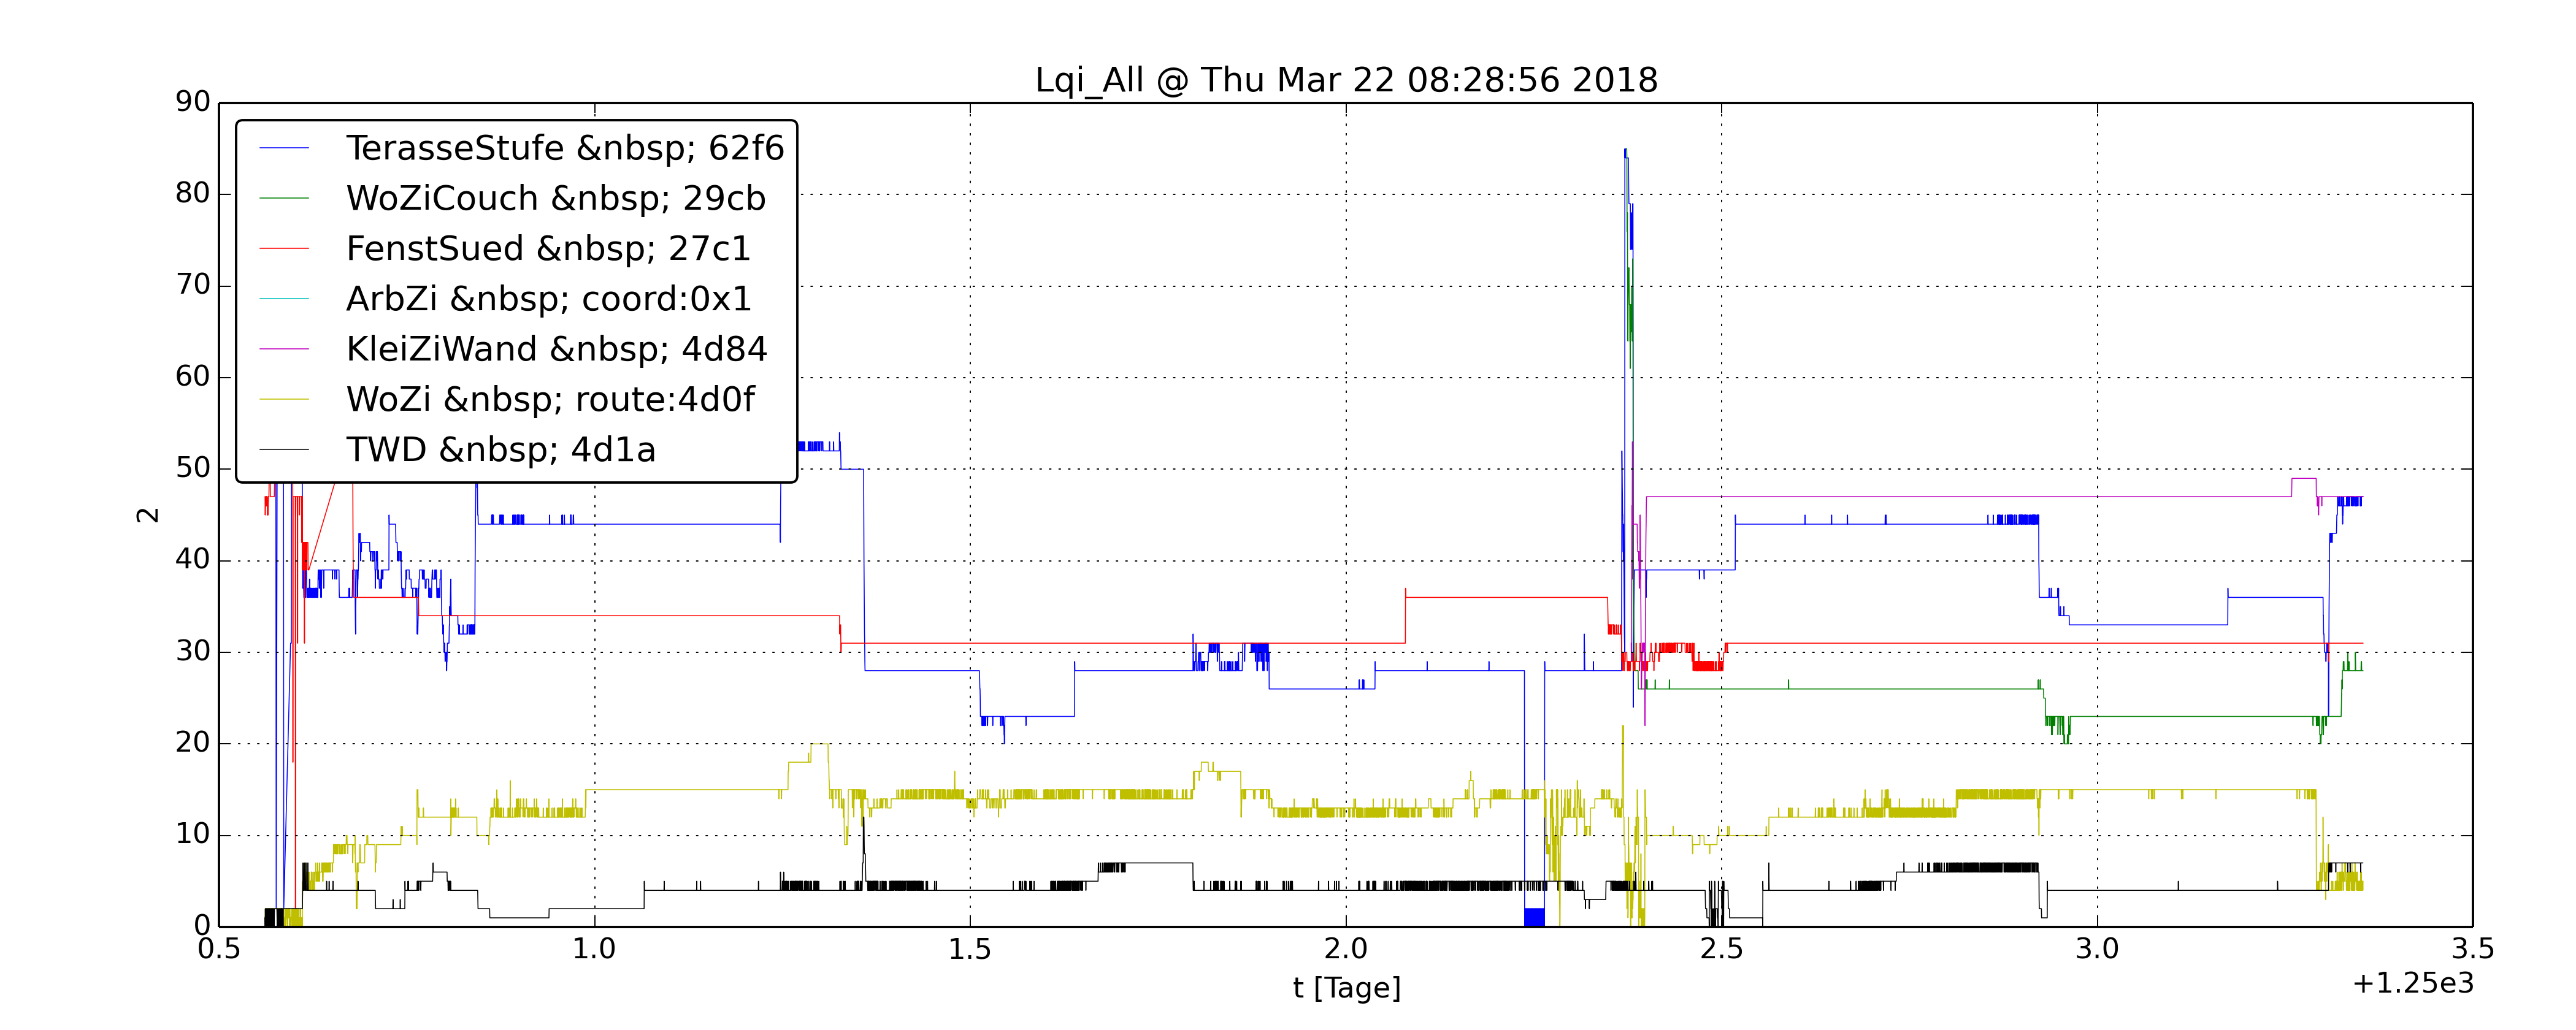 Lqi_All @ Thu Mar 22 08:28:56 2018
90
80
70
60
50
40
30
20
10
0
2
TerasseStufe &nbsp; 62f6
WoZiCouch &nbsp; 29cb
FenstSued &nbsp; 27c1
ArbZi &nbsp; coord:0x1
KleiZiWand &nbsp; 4d84
WoZi &nbsp; route:4d0f
TWD &nbsp; 4d1a
0.5 1.0 1.5 2.0 2.5 3.0 3.5
t [Tage]
+1.25e3